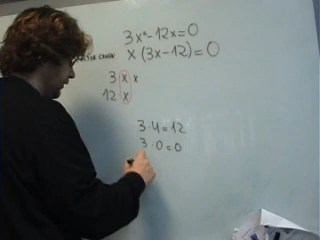 3x²-12x=0
x(3x-12)=0
3 x x
12 x
3·4=12
3·0=0